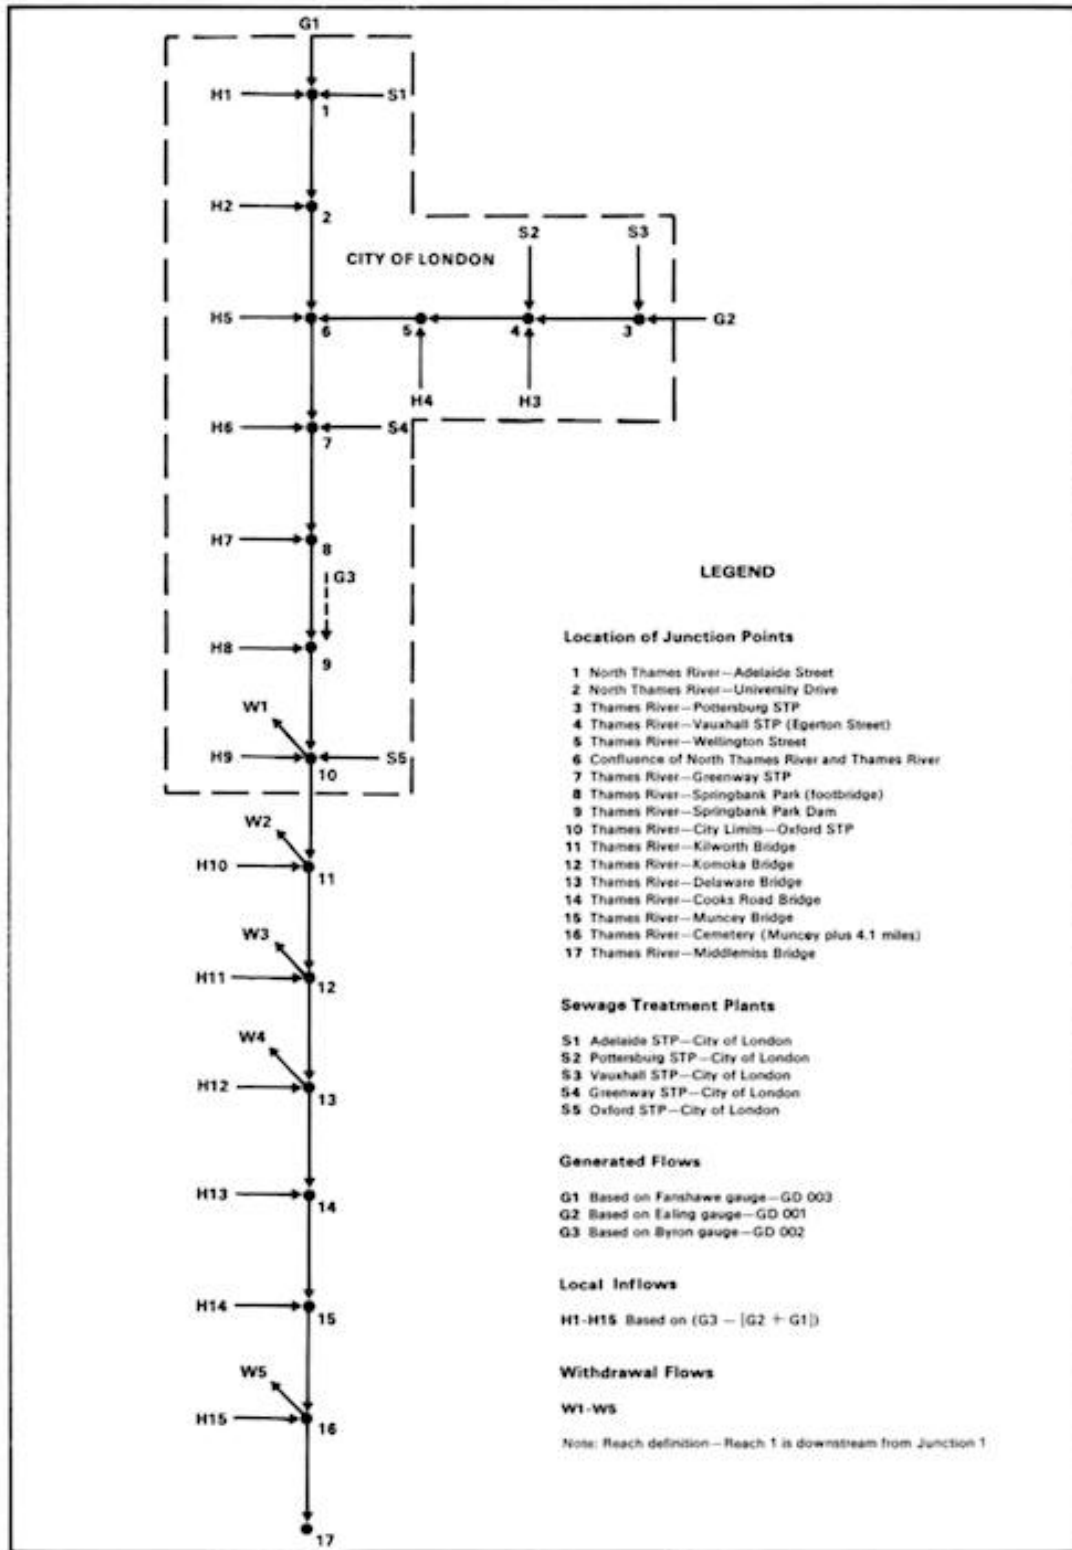 G1
H1
S1
1
H2
2
S2
S3
CITY OF LONDON
H5
6
5
4
3
G2
H4
H3
H6
S4
7
H7
8
G3
H8
9
W1
H9
S5
10
W2
H10
11
W3
H11
12
W4
H12
13
H13
14
H14
15
W5
H15
16
17
LEGEND
Location of Junction Points
1 North Thames River—Adelaide Street
2 North Thames River—University Drive
3 Thames River—Pottersburg STP
4 Thames River—Vauxhall STP (Egerton Street)
5 Thames River—Wellington Street
6 Confluence of North Thames River and Thames River
7 Thames River—Greenway STP
8 Thames River—Springbank Park (footbridge)
9 Thames River—Springbank Park Dam
10 Thames River—City Limits—Oxford STP
11 Thames River—Kilworth Bridge
12 Thames River—Komoka Bridge
13 Thames River—Delaware Bridge
14 Thames River—Cooks Road Bridge
15 Thames River—Muncey Bridge
16 Thames River—Cemetery (Muncey plus 4.1 miles)
17 Thames River—Middlemiss Bridge
Sewage Treatment Plants
S1 Adelaide STP—City of London
S2 Pottersburg STP—City of London
S3 Vauxhall STP—City of London
S4 Greenway STP—City of London
S5 Oxford STP—City of London
Generated Flows
G1 Based on Fanshawe gauge—GD 003
G2 Based on Ealing gauge—GD 001
G3 Based on Byron gauge—GD 002
Local Inflows
H1-H15 Based on (G3 — [G2 + G1])
Withdrawal Flows
W1-W5
Note: Reach definition—Reach 1 is downstream from Junction 1